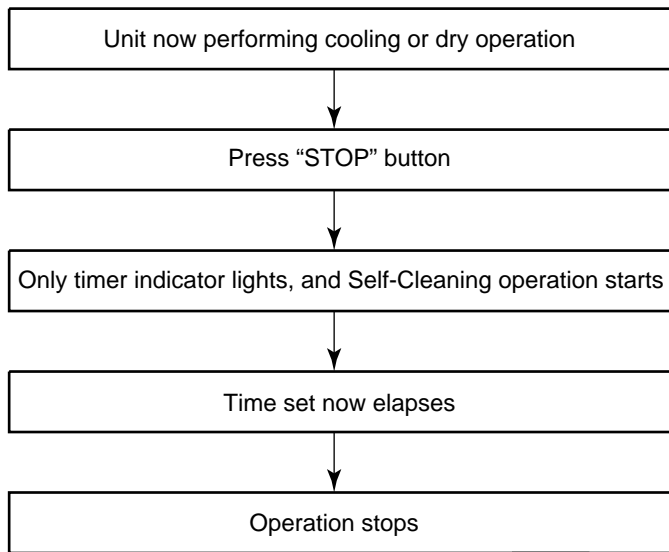 Unit now performing cooling or dry operation
Press “STOP” button
Only timer indicator lights, and Self-Cleaning operation starts
Time set now elapses
Operation stops